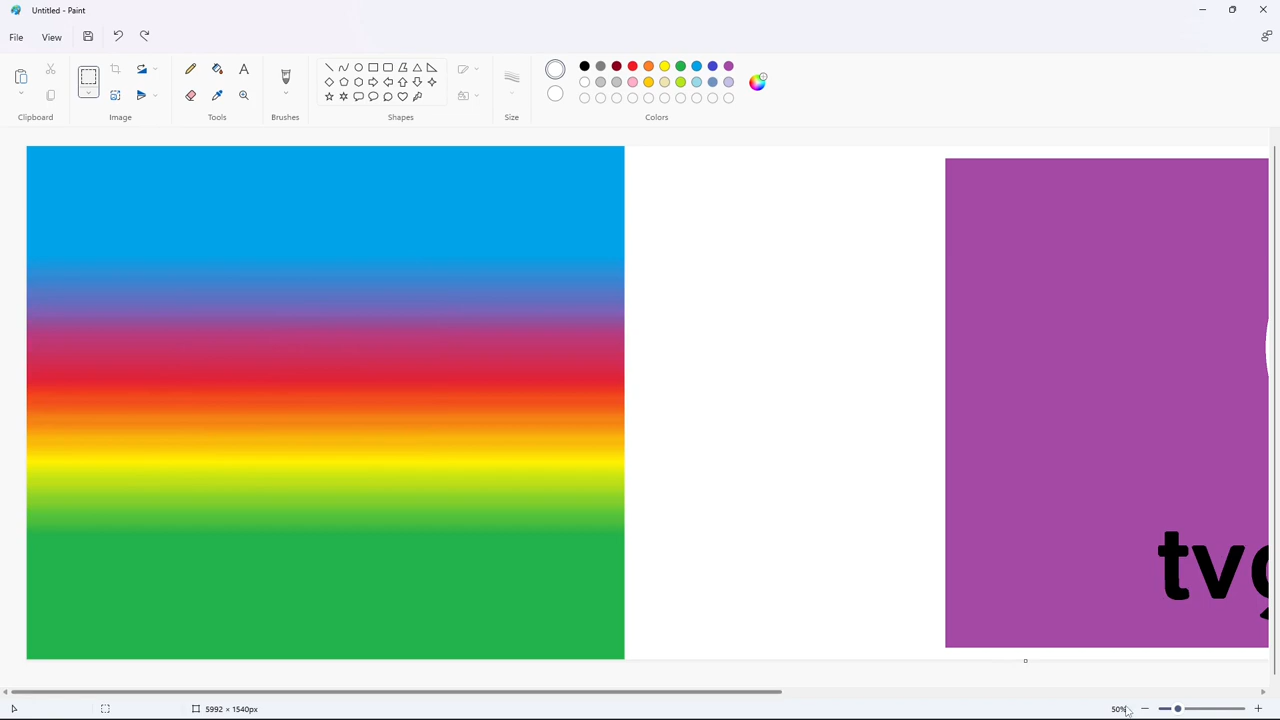 Untitled - Paint
File View
Clipboard Image Tools Brushes Shapes Size Colors
A
tv
5992 × 1540px 50%